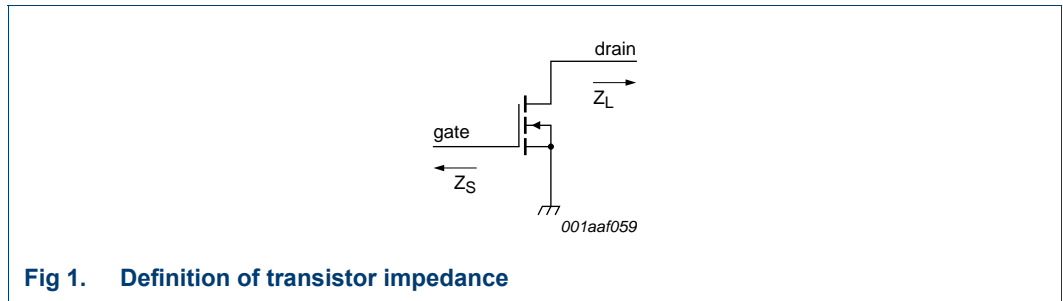 drain
Z_L
gate
Z_S
001aaf059
Fig 1. Definition of transistor impedance